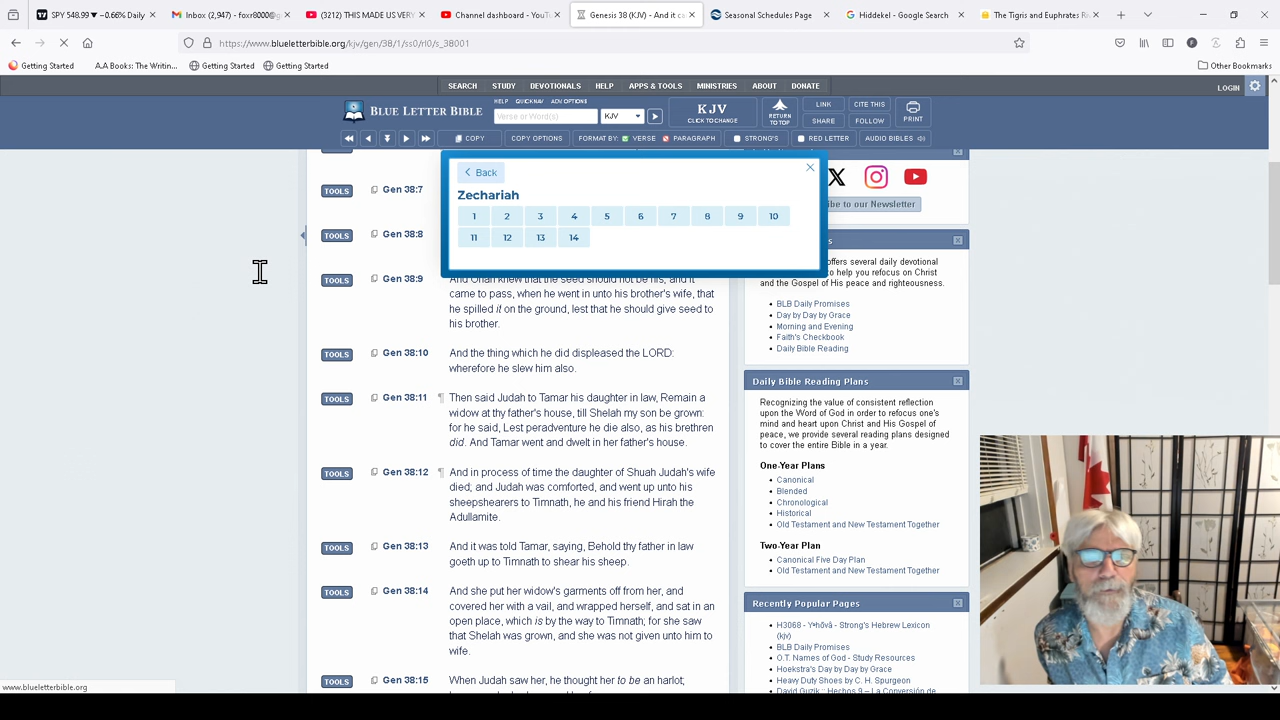 SPY 548.99 ▼ −0.66% Daily
Inbox (2,947) - foxr8000@g
(3212) THIS MADE US VERY
Channel dashboard - YouT
Genesis 38 (KJV) - And it ca
Seasonal Schedules Page
Hiddekel - Google Search
The Tigris and Euphrates Ri
https://www.blueletterbible.org/kjv/gen/38/1/ss0/rl0/s_38001
Getting Started
A.A Books: The Writin...
Getting Started
Getting Started
Other Bookmarks
SEARCH STUDY DEVOTIONALS HELP APPS & TOOLS MINISTRIES ABOUT DONATE
LOGIN
BLUE LETTER BIBLE
HELP QUICKNAV ADV OPTIONS
Verse or Word(s)
KJV
KJV
CLICK TO CHANGE
RETURN
TO TOP
LINK
CITE THIS
SHARE
FOLLOW
PRINT
COPY
COPY OPTIONS
FORMAT BY: VERSE PARAGRAPH
STRONG'S
RED LETTER
AUDIO BIBLES
Back
Zechariah
1 2 3 4 5 6 7 8 9 10
11 12 13 14
TOOLS Gen 38:7
TOOLS Gen 38:8
TOOLS Gen 38:9 And Onan knew that the seed should not be his; and it
came to pass, when he went in unto his brother's wife, that
he spilled it on the ground, lest that he should give seed to
his brother.
TOOLS Gen 38:10 And the thing which he did displeased the LORD:
wherefore he slew him also.
TOOLS Gen 38:11 ¶ Then said Judah to Tamar his daughter in law, Remain a
widow at thy father's house, till Shelah my son be grown:
for he said, Lest peradventure he die also, as his brethren
did. And Tamar went and dwelt in her father's house.
TOOLS Gen 38:12 ¶ And in process of time the daughter of Shuah Judah's wife
died; and Judah was comforted, and went up unto his
sheepshearers to Timnath, he and his friend Hirah the
Adullamite.
TOOLS Gen 38:13 And it was told Tamar, saying, Behold thy father in law
goeth up to Timnath to shear his sheep.
TOOLS Gen 38:14 And she put her widow's garments off from her, and
covered her with a vail, and wrapped herself, and sat in an
open place, which is by the way to Timnath; for she saw
that Shelah was grown, and she was not given unto him to
wife.
TOOLS Gen 38:15 When Judah saw her, he thought her to be an harlot;
ibe to our Newsletter
offers several daily devotional
to help you refocus on Christ
and the Gospel of His peace and righteousness.
BLB Daily Promises
Day by Day by Grace
Morning and Evening
Faith's Checkbook
Daily Bible Reading
Daily Bible Reading Plans
Recognizing the value of consistent reflection
upon the Word of God in order to refocus one's
mind and heart upon Christ and His Gospel of
peace, we provide several reading plans designed
to cover the entire Bible in a year.
One-Year Plans
Canonical
Blended
Chronological
Historical
Old Testament and New Testament Together
Two-Year Plan
Canonical Five Day Plan
Old Testament and New Testament Together
Recently Popular Pages
H3068 - Yᵊhōvâ - Strong's Hebrew Lexicon
(kjv)
BLB Daily Promises
O.T. Names of God - Study Resources
Hoekstra's Day by Day by Grace
Heavy Duty Shoes by C. H. Spurgeon
David Guzik :: Hechos 9 – La Conversión de
www.blueletterbible.org